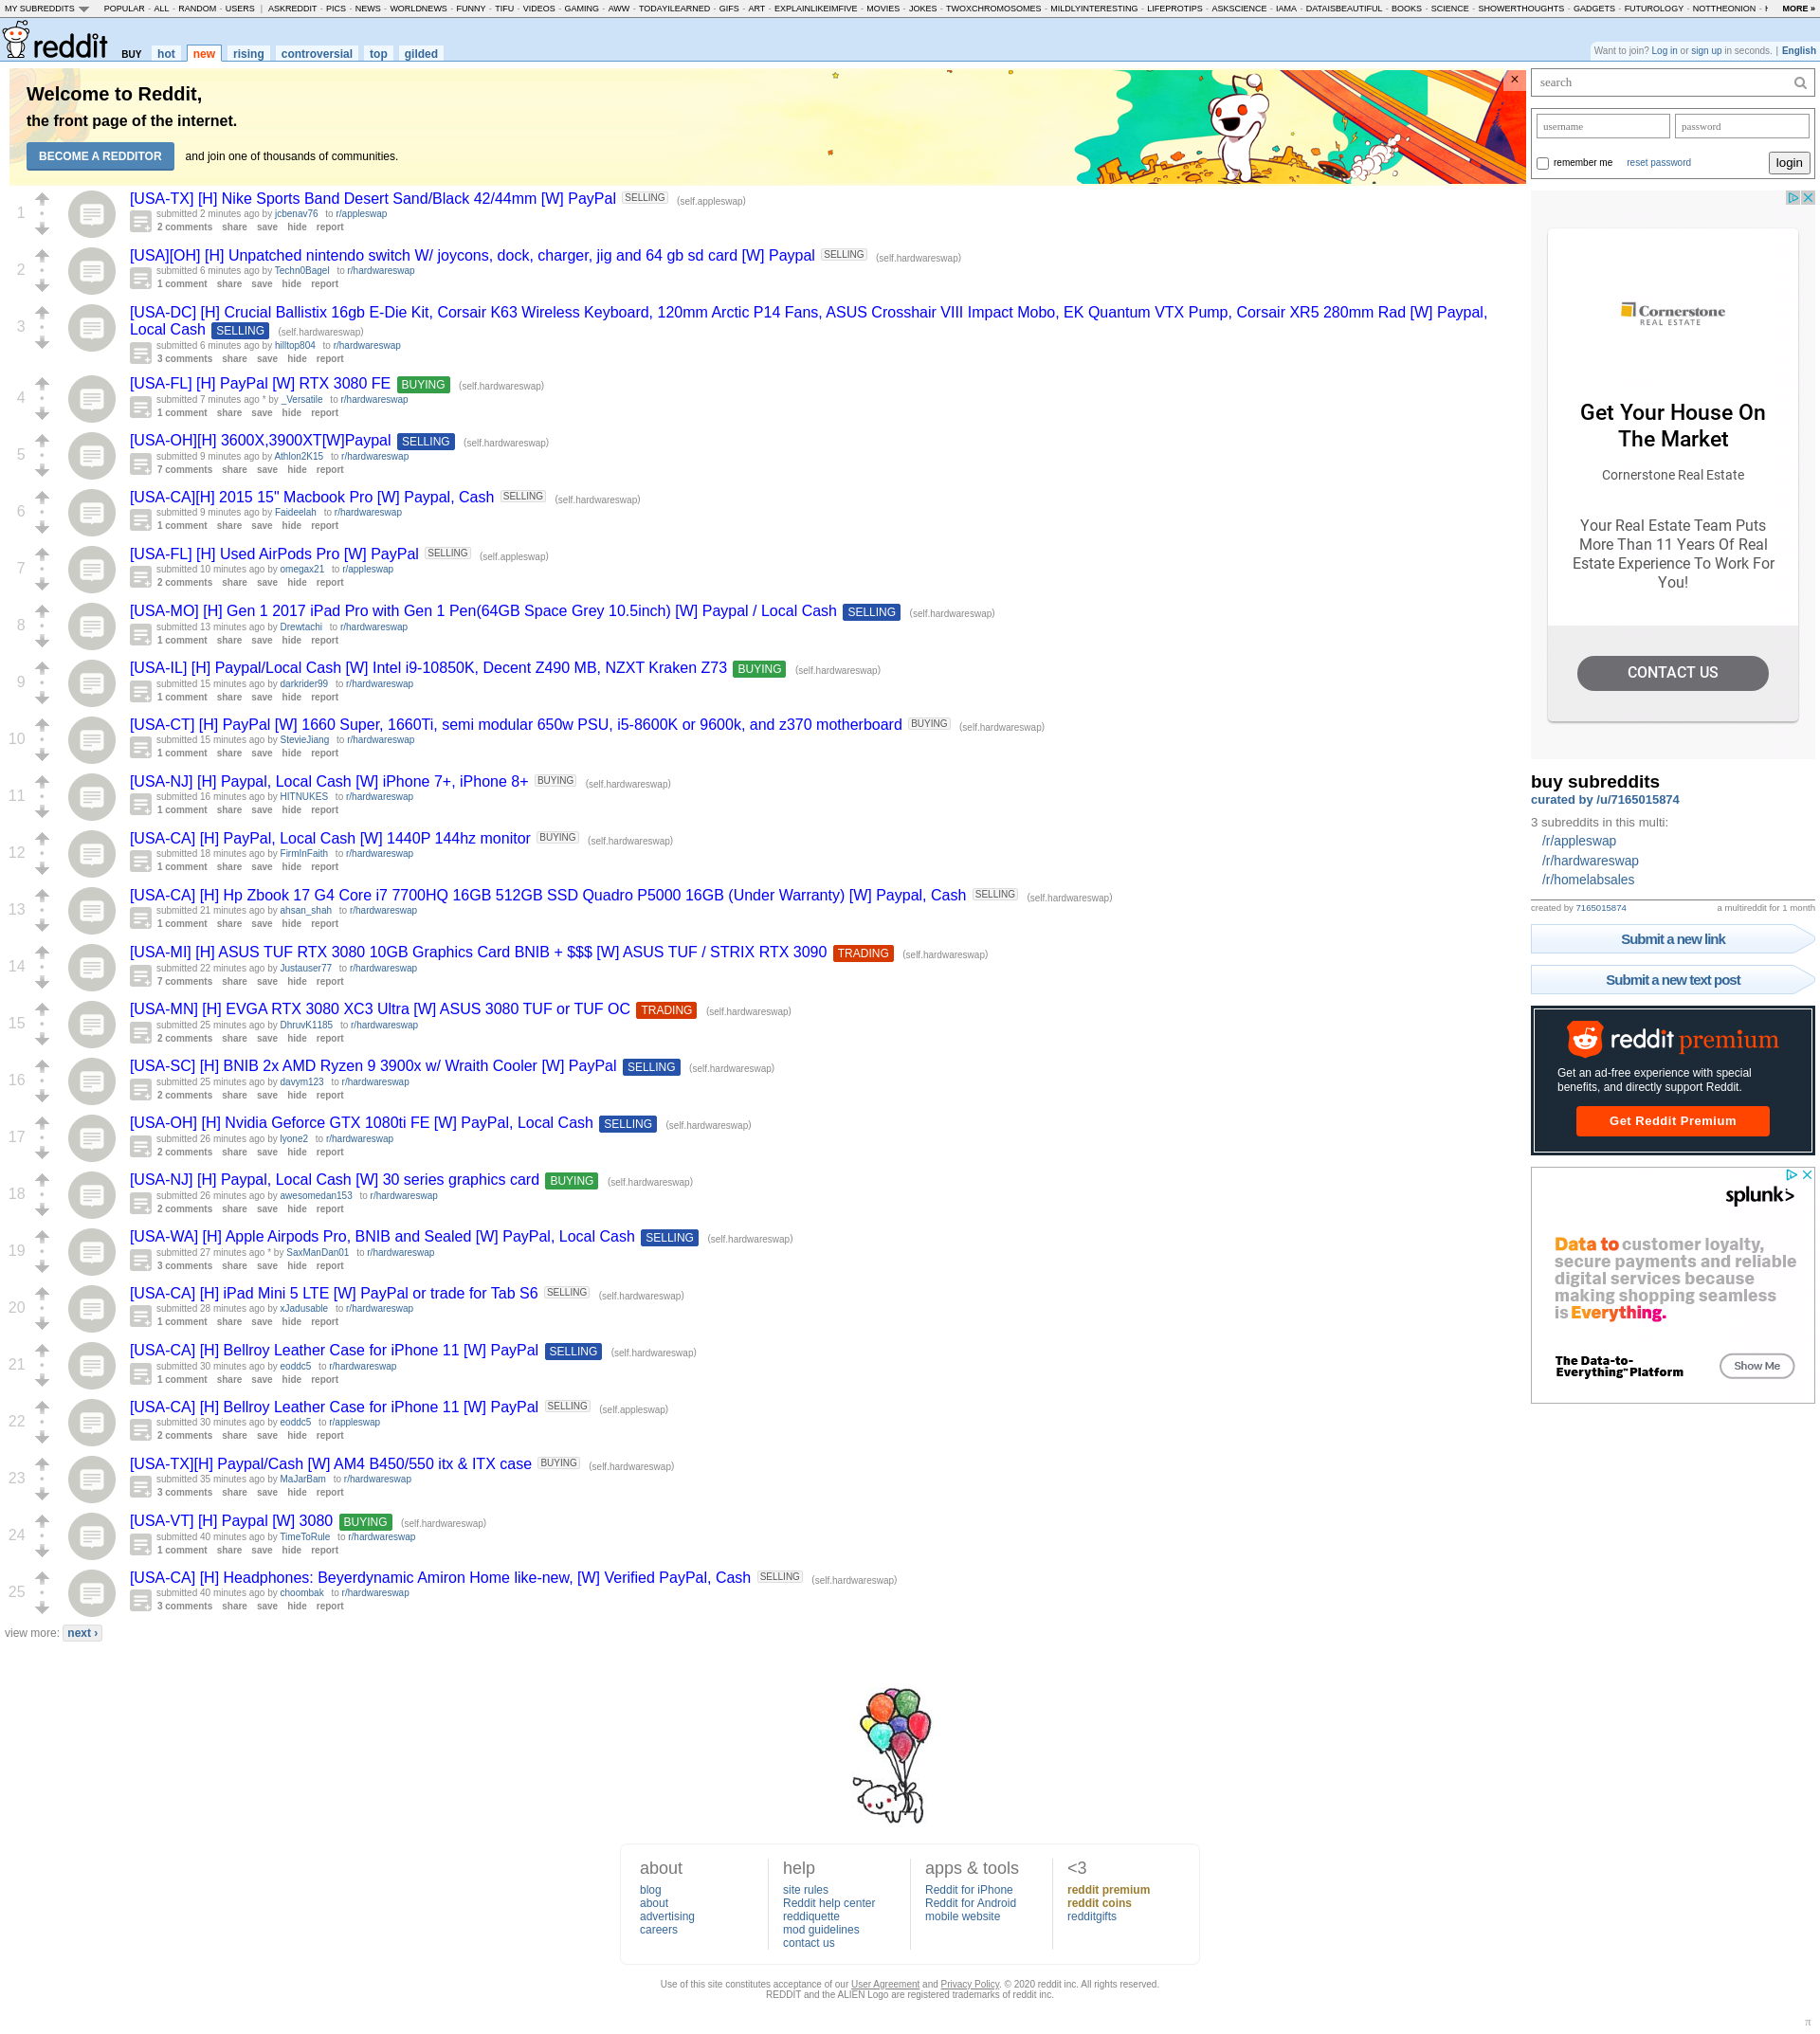 MY SUBREDDITS POPULAR - ALL - RANDOM - USERS | ASKREDDIT - PICS - NEWS - WORLDNEWS - FUNNY - TIFU - VIDEOS - GAMING - AWW - TODAYILEARNED - GIFS - ART - EXPLAINLIKEIMFIVE - MOVIES - JOKES - TWOXCHROMOSOMES - MILDLYINTERESTING - LIFEPROTIPS - ASKSCIENCE - IAMA - DATAISBEAUTIFUL - BOOKS - SCIENCE - SHOWERTHOUGHTS - GADGETS - FUTUROLOGY - NOTTHEONION - MORE »
reddit BUY hot new rising controversial top gilded
Want to join? Log in or sign up in seconds. | English
Welcome to Reddit,
the front page of the internet.
BECOME A REDDITOR and join one of thousands of communities.
×
1
[USA-TX] [H] Nike Sports Band Desert Sand/Black 42/44mm [W] PayPal SELLING (self.appleswap)
submitted 2 minutes ago by jcbenav76 to r/appleswap
2 comments share save hide report
2
[USA][OH] [H] Unpatched nintendo switch W/ joycons, dock, charger, jig and 64 gb sd card [W] Paypal SELLING (self.hardwareswap)
submitted 6 minutes ago by Techn0Bagel to r/hardwareswap
1 comment share save hide report
3
[USA-DC] [H] Crucial Ballistix 16gb E-Die Kit, Corsair K63 Wireless Keyboard, 120mm Arctic P14 Fans, ASUS Crosshair VIII Impact Mobo, EK Quantum VTX Pump, Corsair XR5 280mm Rad [W] Paypal,
Local Cash SELLING (self.hardwareswap)
submitted 6 minutes ago by hilltop804 to r/hardwareswap
3 comments share save hide report
4
[USA-FL] [H] PayPal [W] RTX 3080 FE BUYING (self.hardwareswap)
submitted 7 minutes ago * by _Versatile to r/hardwareswap
1 comment share save hide report
5
[USA-OH][H] 3600X,3900XT[W]Paypal SELLING (self.hardwareswap)
submitted 9 minutes ago by Athlon2K15 to r/hardwareswap
7 comments share save hide report
6
[USA-CA][H] 2015 15" Macbook Pro [W] Paypal, Cash SELLING (self.hardwareswap)
submitted 9 minutes ago by Faideelah to r/hardwareswap
1 comment share save hide report
7
[USA-FL] [H] Used AirPods Pro [W] PayPal SELLING (self.appleswap)
submitted 10 minutes ago by omegax21 to r/appleswap
2 comments share save hide report
8
[USA-MO] [H] Gen 1 2017 iPad Pro with Gen 1 Pen(64GB Space Grey 10.5inch) [W] Paypal / Local Cash SELLING (self.hardwareswap)
submitted 13 minutes ago by Drewtachi to r/hardwareswap
1 comment share save hide report
9
[USA-IL] [H] Paypal/Local Cash [W] Intel i9-10850K, Decent Z490 MB, NZXT Kraken Z73 BUYING (self.hardwareswap)
submitted 15 minutes ago by darkrider99 to r/hardwareswap
1 comment share save hide report
10
[USA-CT] [H] PayPal [W] 1660 Super, 1660Ti, semi modular 650w PSU, i5-8600K or 9600k, and z370 motherboard BUYING (self.hardwareswap)
submitted 15 minutes ago by StevieJiang to r/hardwareswap
1 comment share save hide report
11
[USA-NJ] [H] Paypal, Local Cash [W] iPhone 7+, iPhone 8+ BUYING (self.hardwareswap)
submitted 16 minutes ago by HITNUKES to r/hardwareswap
1 comment share save hide report
12
[USA-CA] [H] PayPal, Local Cash [W] 1440P 144hz monitor BUYING (self.hardwareswap)
submitted 18 minutes ago by FirmInFaith to r/hardwareswap
1 comment share save hide report
13
[USA-CA] [H] Hp Zbook 17 G4 Core i7 7700HQ 16GB 512GB SSD Quadro P5000 16GB (Under Warranty) [W] Paypal, Cash SELLING (self.hardwareswap)
submitted 21 minutes ago by ahsan_shah to r/hardwareswap
1 comment share save hide report
14
[USA-MI] [H] ASUS TUF RTX 3080 10GB Graphics Card BNIB + $$$ [W] ASUS TUF / STRIX RTX 3090 TRADING (self.hardwareswap)
submitted 22 minutes ago by Justauser77 to r/hardwareswap
7 comments share save hide report
15
[USA-MN] [H] EVGA RTX 3080 XC3 Ultra [W] ASUS 3080 TUF or TUF OC TRADING (self.hardwareswap)
submitted 25 minutes ago by DhruvK1185 to r/hardwareswap
2 comments share save hide report
16
[USA-SC] [H] BNIB 2x AMD Ryzen 9 3900x w/ Wraith Cooler [W] PayPal SELLING (self.hardwareswap)
submitted 25 minutes ago by davym123 to r/hardwareswap
2 comments share save hide report
17
[USA-OH] [H] Nvidia Geforce GTX 1080ti FE [W] PayPal, Local Cash SELLING (self.hardwareswap)
submitted 26 minutes ago by lyone2 to r/hardwareswap
2 comments share save hide report
18
[USA-NJ] [H] Paypal, Local Cash [W] 30 series graphics card BUYING (self.hardwareswap)
submitted 26 minutes ago by awesomedan153 to r/hardwareswap
2 comments share save hide report
19
[USA-WA] [H] Apple Airpods Pro, BNIB and Sealed [W] PayPal, Local Cash SELLING (self.hardwareswap)
submitted 27 minutes ago * by SaxManDan01 to r/hardwareswap
3 comments share save hide report
20
[USA-CA] [H] iPad Mini 5 LTE [W] PayPal or trade for Tab S6 SELLING (self.hardwareswap)
submitted 28 minutes ago by xJadusable to r/hardwareswap
1 comment share save hide report
21
[USA-CA] [H] Bellroy Leather Case for iPhone 11 [W] PayPal SELLING (self.hardwareswap)
submitted 30 minutes ago by eoddc5 to r/hardwareswap
1 comment share save hide report
22
[USA-CA] [H] Bellroy Leather Case for iPhone 11 [W] PayPal SELLING (self.appleswap)
submitted 30 minutes ago by eoddc5 to r/appleswap
2 comments share save hide report
23
[USA-TX][H] Paypal/Cash [W] AM4 B450/550 itx & ITX case BUYING (self.hardwareswap)
submitted 35 minutes ago by MaJarBam to r/hardwareswap
3 comments share save hide report
24
[USA-VT] [H] Paypal [W] 3080 BUYING (self.hardwareswap)
submitted 40 minutes ago by TimeToRule to r/hardwareswap
1 comment share save hide report
25
[USA-CA] [H] Headphones: Beyerdynamic Amiron Home like-new, [W] Verified PayPal, Cash SELLING (self.hardwareswap)
submitted 40 minutes ago by choombak to r/hardwareswap
3 comments share save hide report
view more: next ›
search
username password
remember me reset password login
Cornerstone
REAL ESTATE
Get Your House On
The Market
Cornerstone Real Estate
Your Real Estate Team Puts
More Than 11 Years Of Real
Estate Experience To Work For
You!
CONTACT US
buy subreddits
curated by /u/7165015874
3 subreddits in this multi:
/r/appleswap
/r/hardwareswap
/r/homelabsales
created by 7165015874 a multireddit for 1 month
Submit a new link
Submit a new text post
reddit premium
Get an ad-free experience with special
benefits, and directly support Reddit.
Get Reddit Premium
splunk>
Data to customer loyalty,
secure payments and reliable
digital services because
making shopping seamless
is Everything.
The Data-to-
Everything™ Platform
Show Me
about
blog
about
advertising
careers
help
site rules
Reddit help center
reddiquette
mod guidelines
contact us
apps & tools
Reddit for iPhone
Reddit for Android
mobile website
<3
reddit premium
reddit coins
redditgifts
Use of this site constitutes acceptance of our User Agreement and Privacy Policy. © 2020 reddit inc. All rights reserved.
REDDIT and the ALIEN Logo are registered trademarks of reddit inc.
π